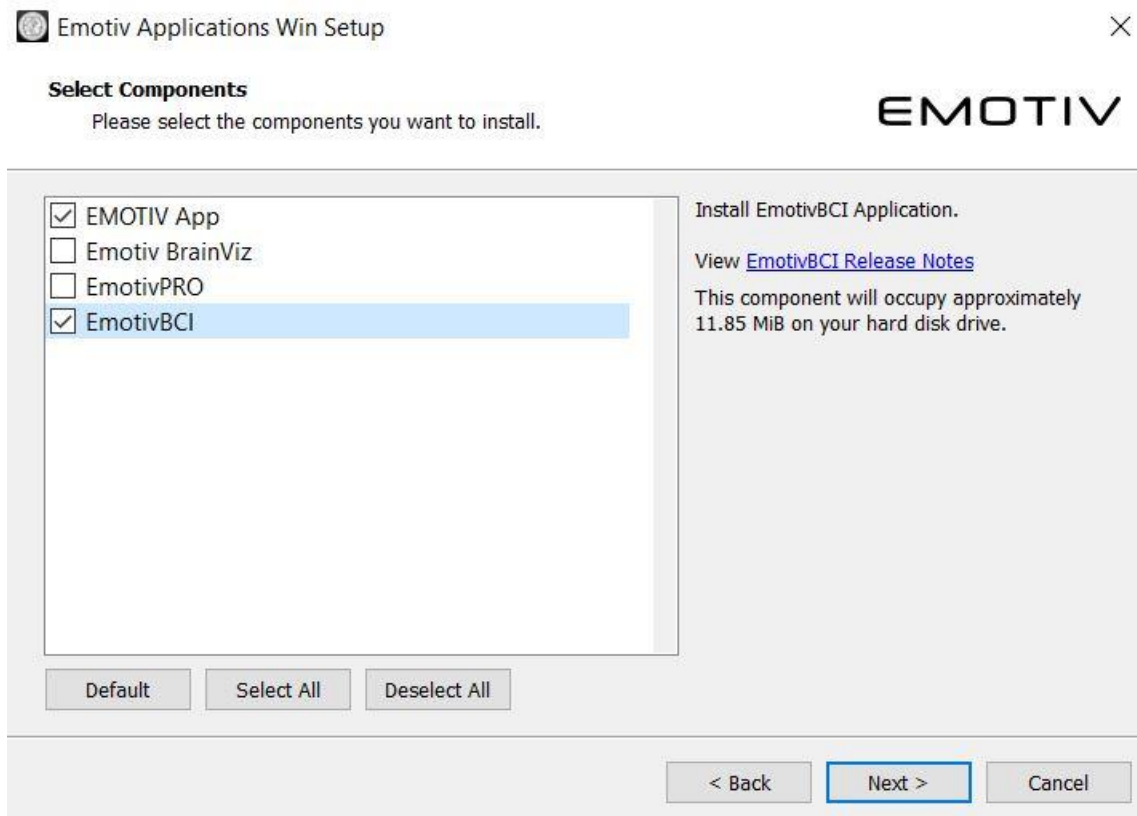 Emotiv Applications Win Setup
Select Components
Please select the components you want to install.
EMOTIV
EMOTIV App
Emotiv BrainViz
EmotivPRO
EmotivBCI
Install EmotivBCI Application.
View EmotivBCI Release Notes
This component will occupy approximately
11.85 MiB on your hard disk drive.
Default Select All Deselect All
< Back Next > Cancel